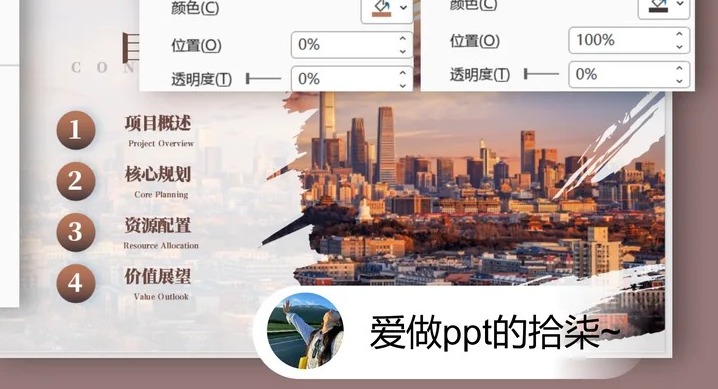 颜色(C)
位置(O) 0%
透明度(T) 0%
颜色(C)
位置(O) 100%
透明度(T) 0%
目
CON
1 项目概述
Project Overview
2 核心规划
Core Planning
3 资源配置
Resource Allocation
4 价值展望
Value Outlook
爱做ppt的拾柒~